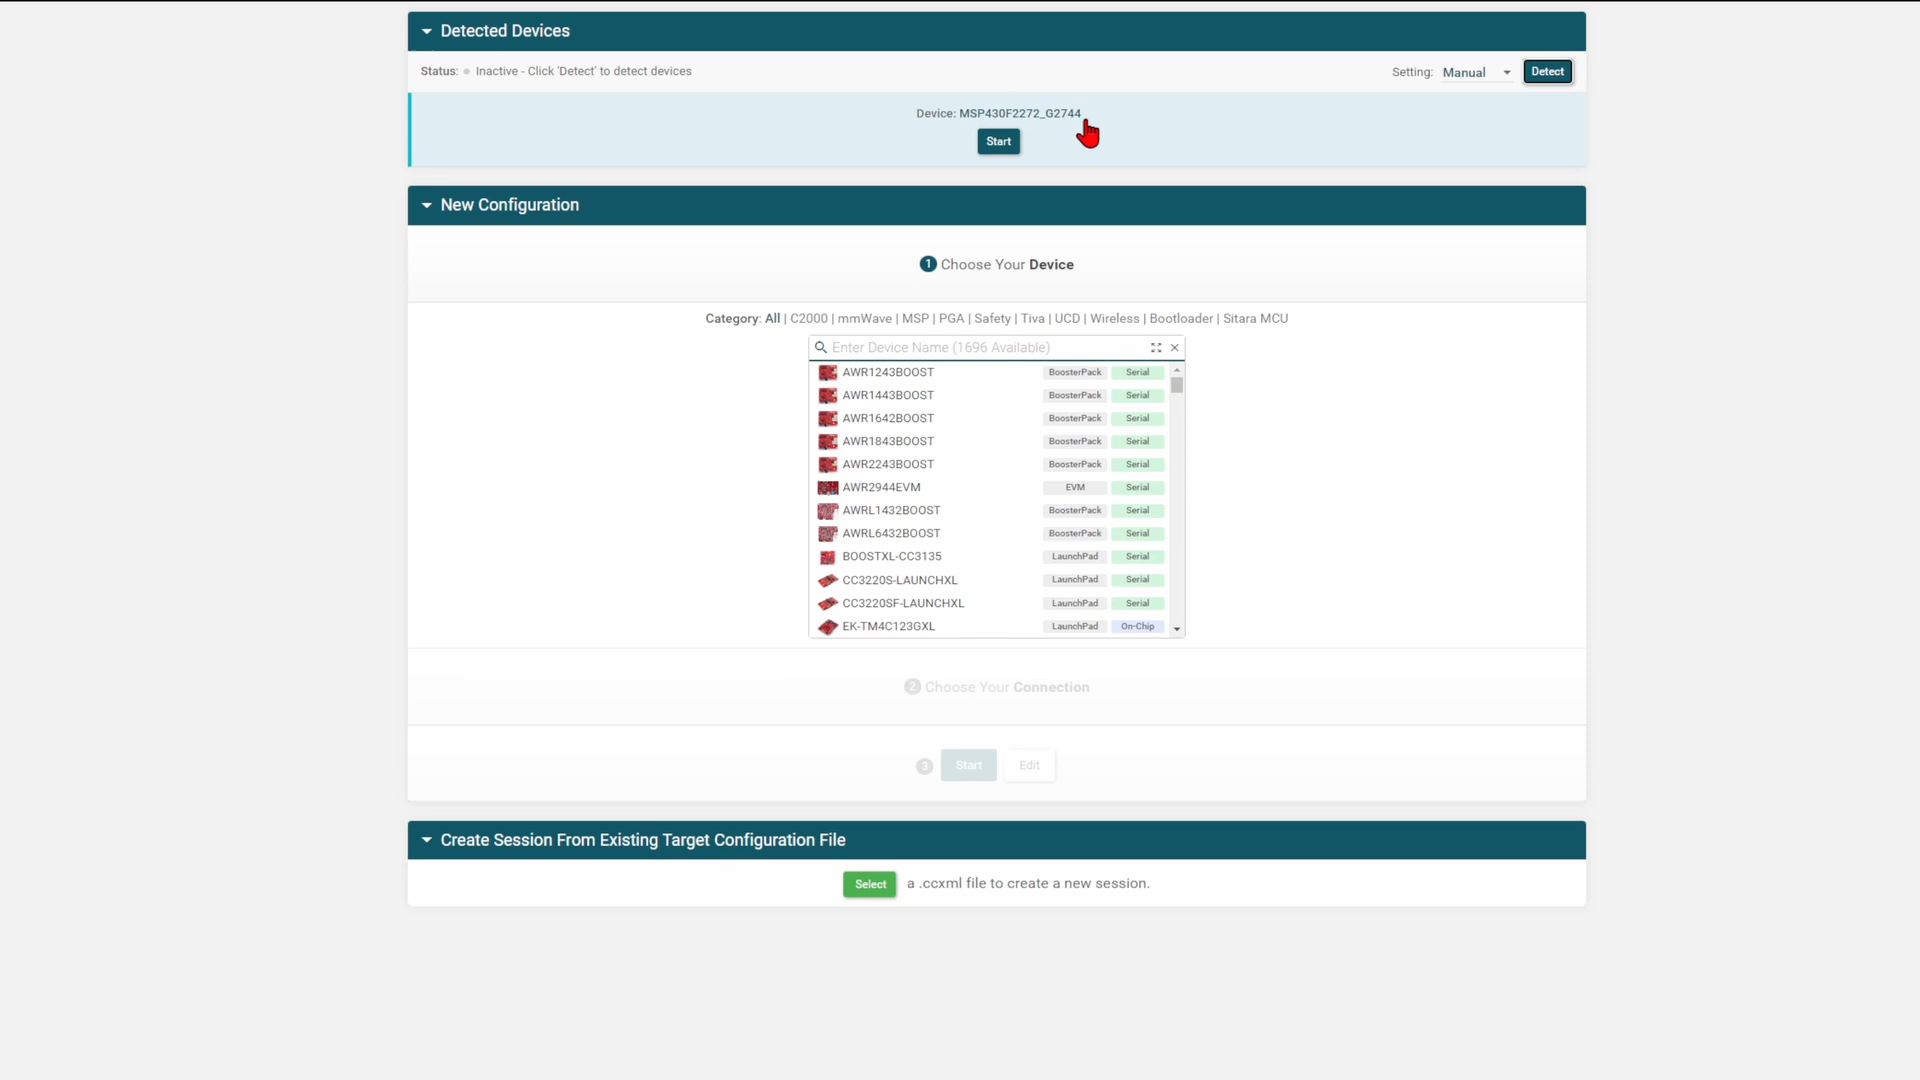 Detected Devices
Status: Inactive - Click 'Detect' to detect devices
Setting: Manual
Detect
Device: MSP430F2272_G2744
Start
New Configuration
1 Choose Your Device
Category: All | C2000 | mmWave | MSP | PGA | Safety | Tiva | UCD | Wireless | Bootloader | Sitara MCU
Enter Device Name (1696 Available)
AWR1243BOOST BoosterPack Serial
AWR1443BOOST BoosterPack Serial
AWR1642BOOST BoosterPack Serial
AWR1843BOOST BoosterPack Serial
AWR2243BOOST BoosterPack Serial
AWR2944EVM EVM Serial
AWRL1432BOOST BoosterPack Serial
AWRL6432BOOST BoosterPack Serial
BOOSTXL-CC3135 LaunchPad Serial
CC3220S-LAUNCHXL LaunchPad Serial
CC3220SF-LAUNCHXL LaunchPad Serial
EK-TM4C123GXL LaunchPad On-Chip
2 Choose Your Connection
3 Start Edit
Create Session From Existing Target Configuration File
Select a .ccxml file to create a new session.